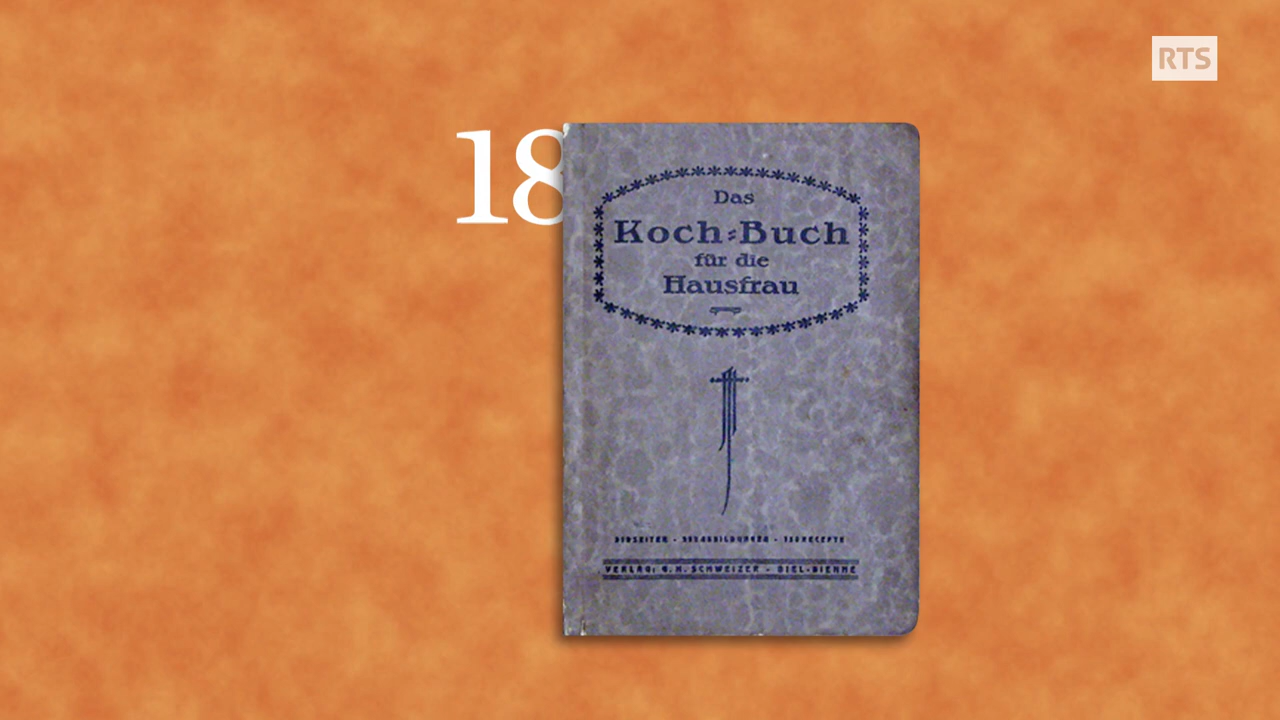 RTS
18
Das
Koch-Buch
für die
Hausfrau
VERLAG: G. H. SCHWEIZER - BIEL-BIENNE